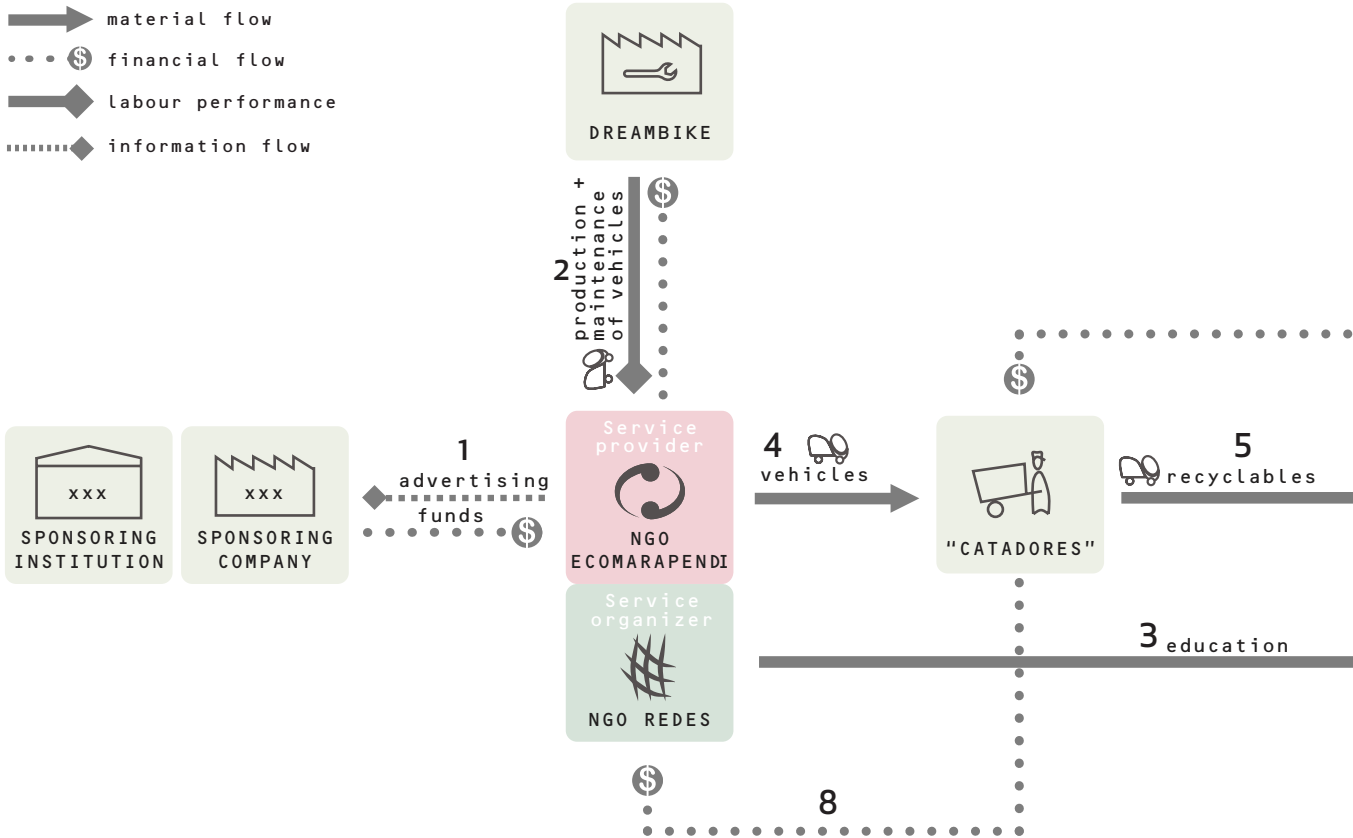 material flow
$ financial flow
labour performance
information flow
DREAMBIKE
$
2
production +
maintenance
of vehicles
$
Service
provider
NGO
ECOMARAPENDI
1
advertising
funds
$
xxx
SPONSORING
INSTITUTION
xxx
SPONSORING
COMPANY
4
vehicles
"CATADORES"
5
recyclables
Service
organizer
NGO REDES
3 education
$
8